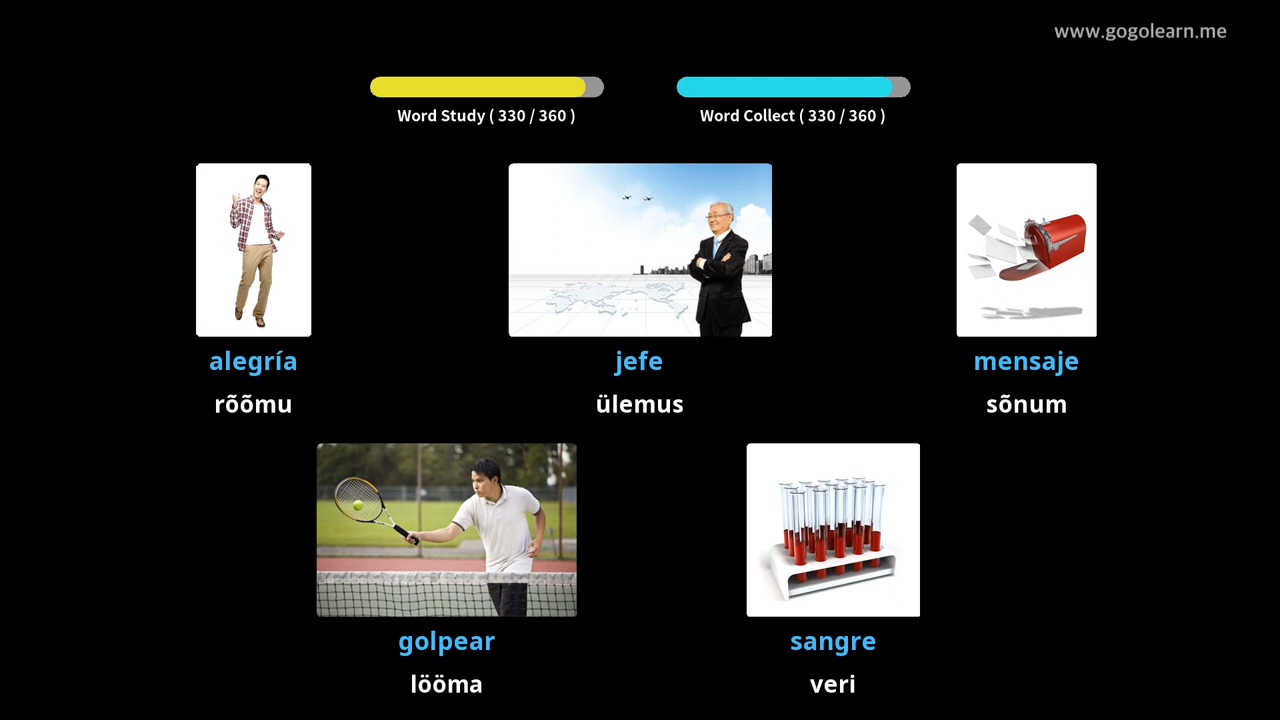 www.gogolearn.me
Word Study ( 330 / 360 )
Word Collect ( 330 / 360 )
alegría
rõõmu
jefe
ülemus
mensaje
sõnum
golpear
lööma
sangre
veri